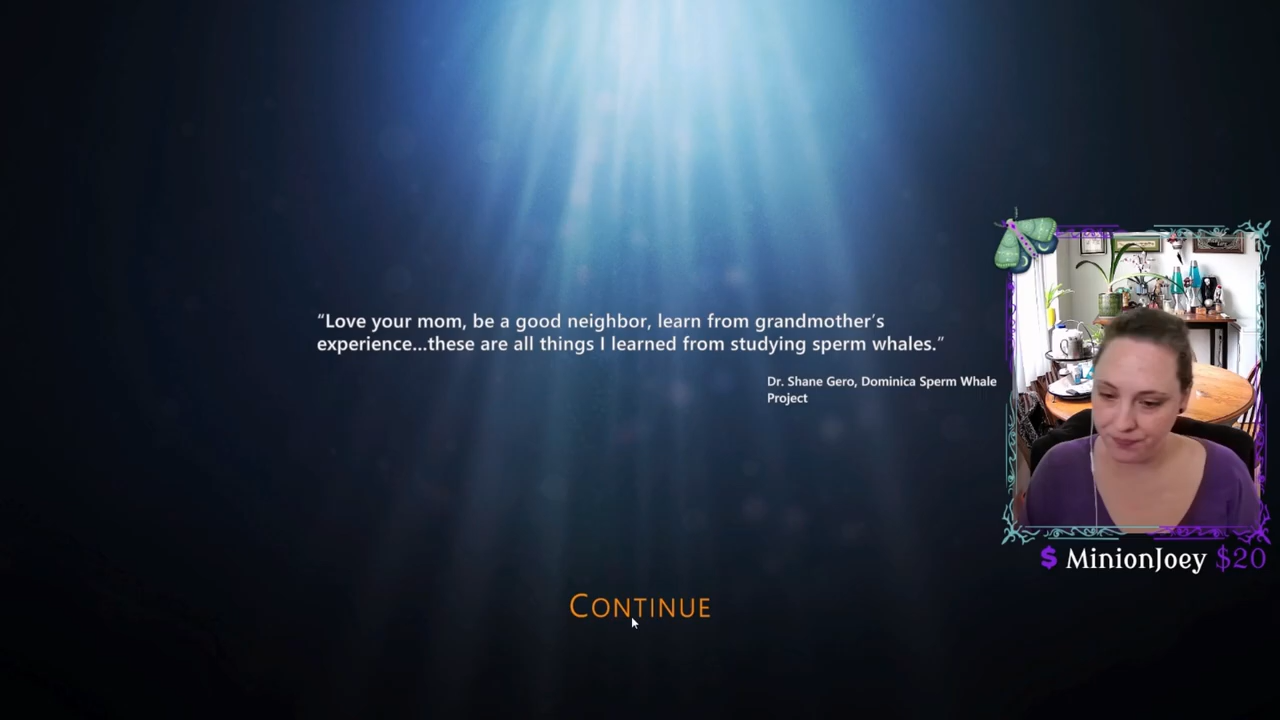 “Love your mom, be a good neighbor, learn from grandmother’s
experience...these are all things I learned from studying sperm whales.”
Dr. Shane Gero, Dominica Sperm Whale
Project
CONTINUE
$ MinionJoey $20